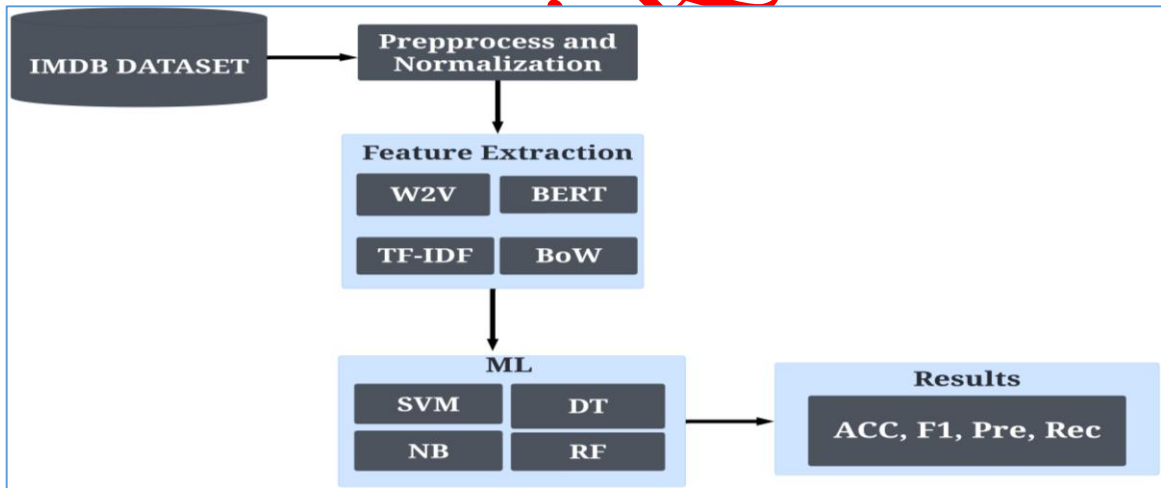 IMDB DATASET
Prepprocess and
Normalization
Feature Extraction
W2V
BERT
TF-IDF
BoW
ML
SVM
DT
NB
RF
Results
ACC, F1, Pre, Rec